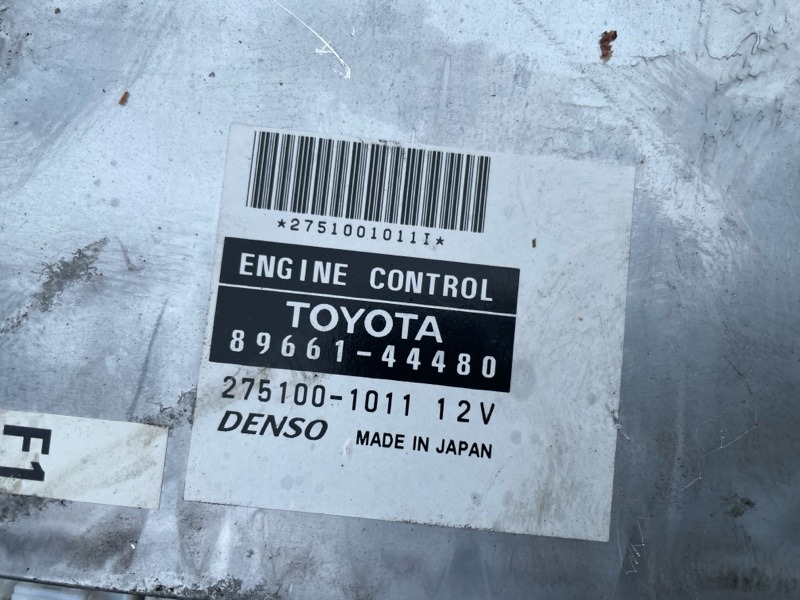 *2751001011I*
ENGINE CONTROL
TOYOTA
89661-44480
275100-1011 12V
DENSO MADE IN JAPAN
F1